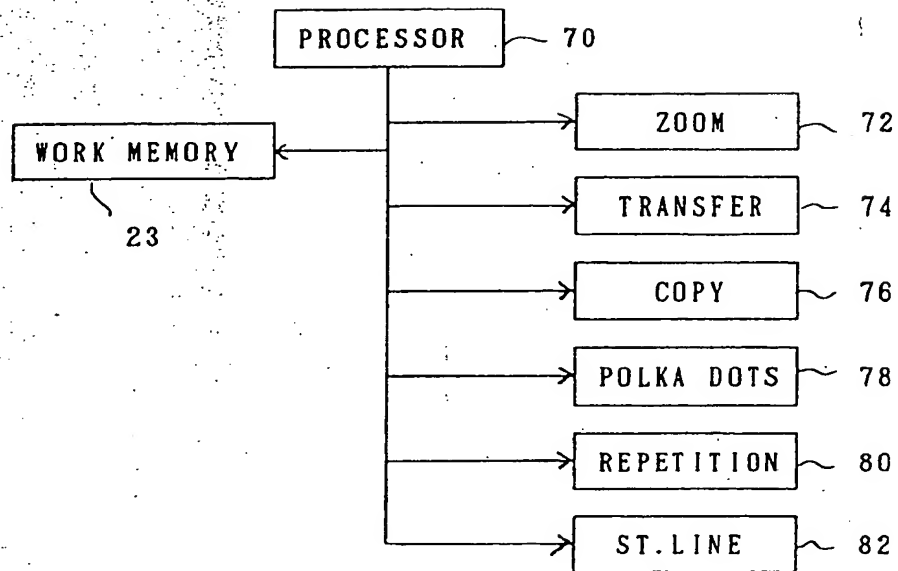 PROCESSOR 70
ZOOM 72
WORK MEMORY
23
TRANSFER 74
COPY 76
POLKA DOTS 78
REPETITION 80
ST.LINE 82